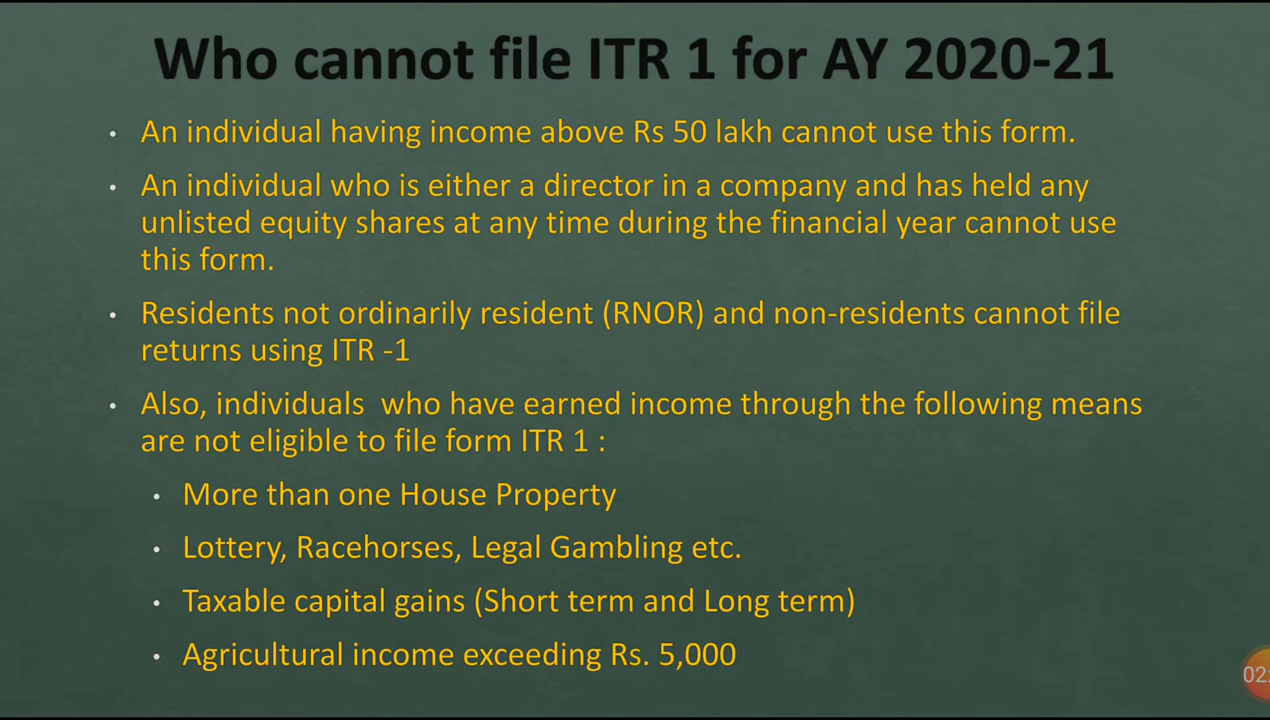 Who cannot file ITR 1 for AY 2020-21
• An individual having income above Rs 50 lakh cannot use this form.
• An individual who is either a director in a company and has held any
unlisted equity shares at any time during the financial year cannot use
this form.
• Residents not ordinarily resident (RNOR) and non-residents cannot file
returns using ITR -1
• Also, individuals  who have earned income through the following means
are not eligible to file form ITR 1 :
• More than one House Property
• Lottery, Racehorses, Legal Gambling etc.
• Taxable capital gains (Short term and Long term)
• Agricultural income exceeding Rs. 5,000